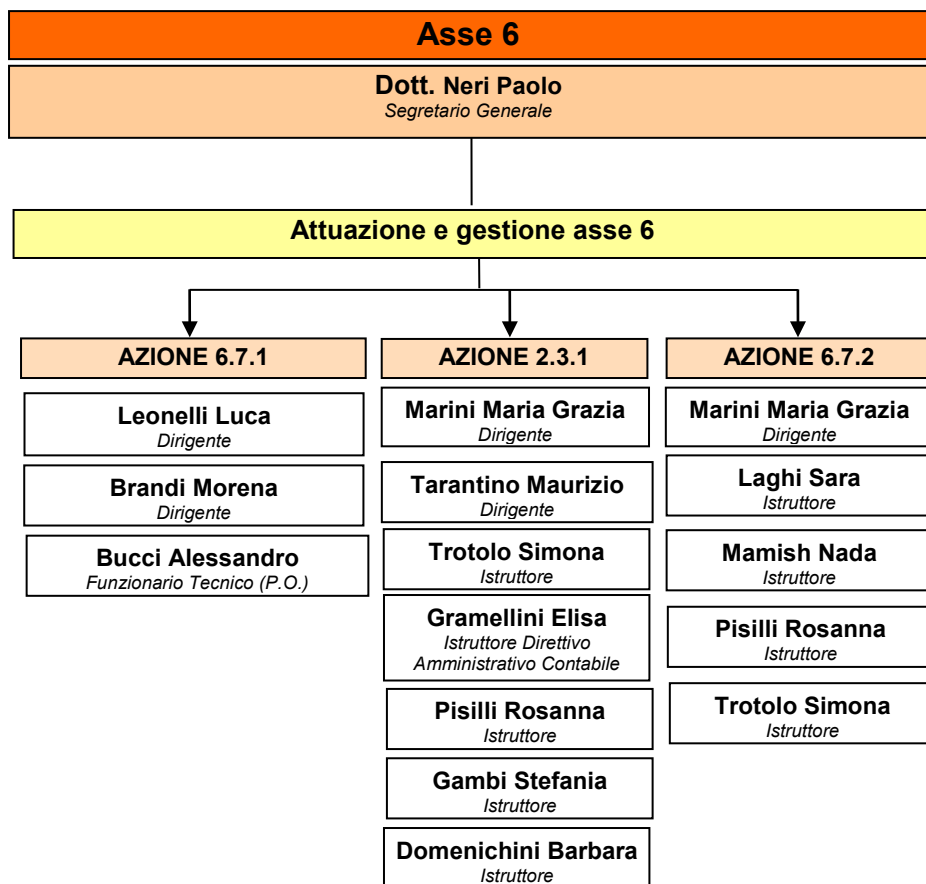 Asse 6
Dott. Neri Paolo
Segretario Generale
Attuazione e gestione asse 6
AZIONE 6.7.1
Leonelli Luca
Dirigente
Brandi Morena
Dirigente
Bucci Alessandro
Funzionario Tecnico (P.O.)
AZIONE 2.3.1
Marini Maria Grazia
Dirigente
Tarantino Maurizio
Dirigente
Trotolo Simona
Istruttore
Gramellini Elisa
Istruttore Direttivo
Amministrativo Contabile
Pisilli Rosanna
Istruttore
Gambi Stefania
Istruttore
Domenichini Barbara
Istruttore
AZIONE 6.7.2
Marini Maria Grazia
Dirigente
Laghi Sara
Istruttore
Mamish Nada
Istruttore
Pisilli Rosanna
Istruttore
Trotolo Simona
Istruttore